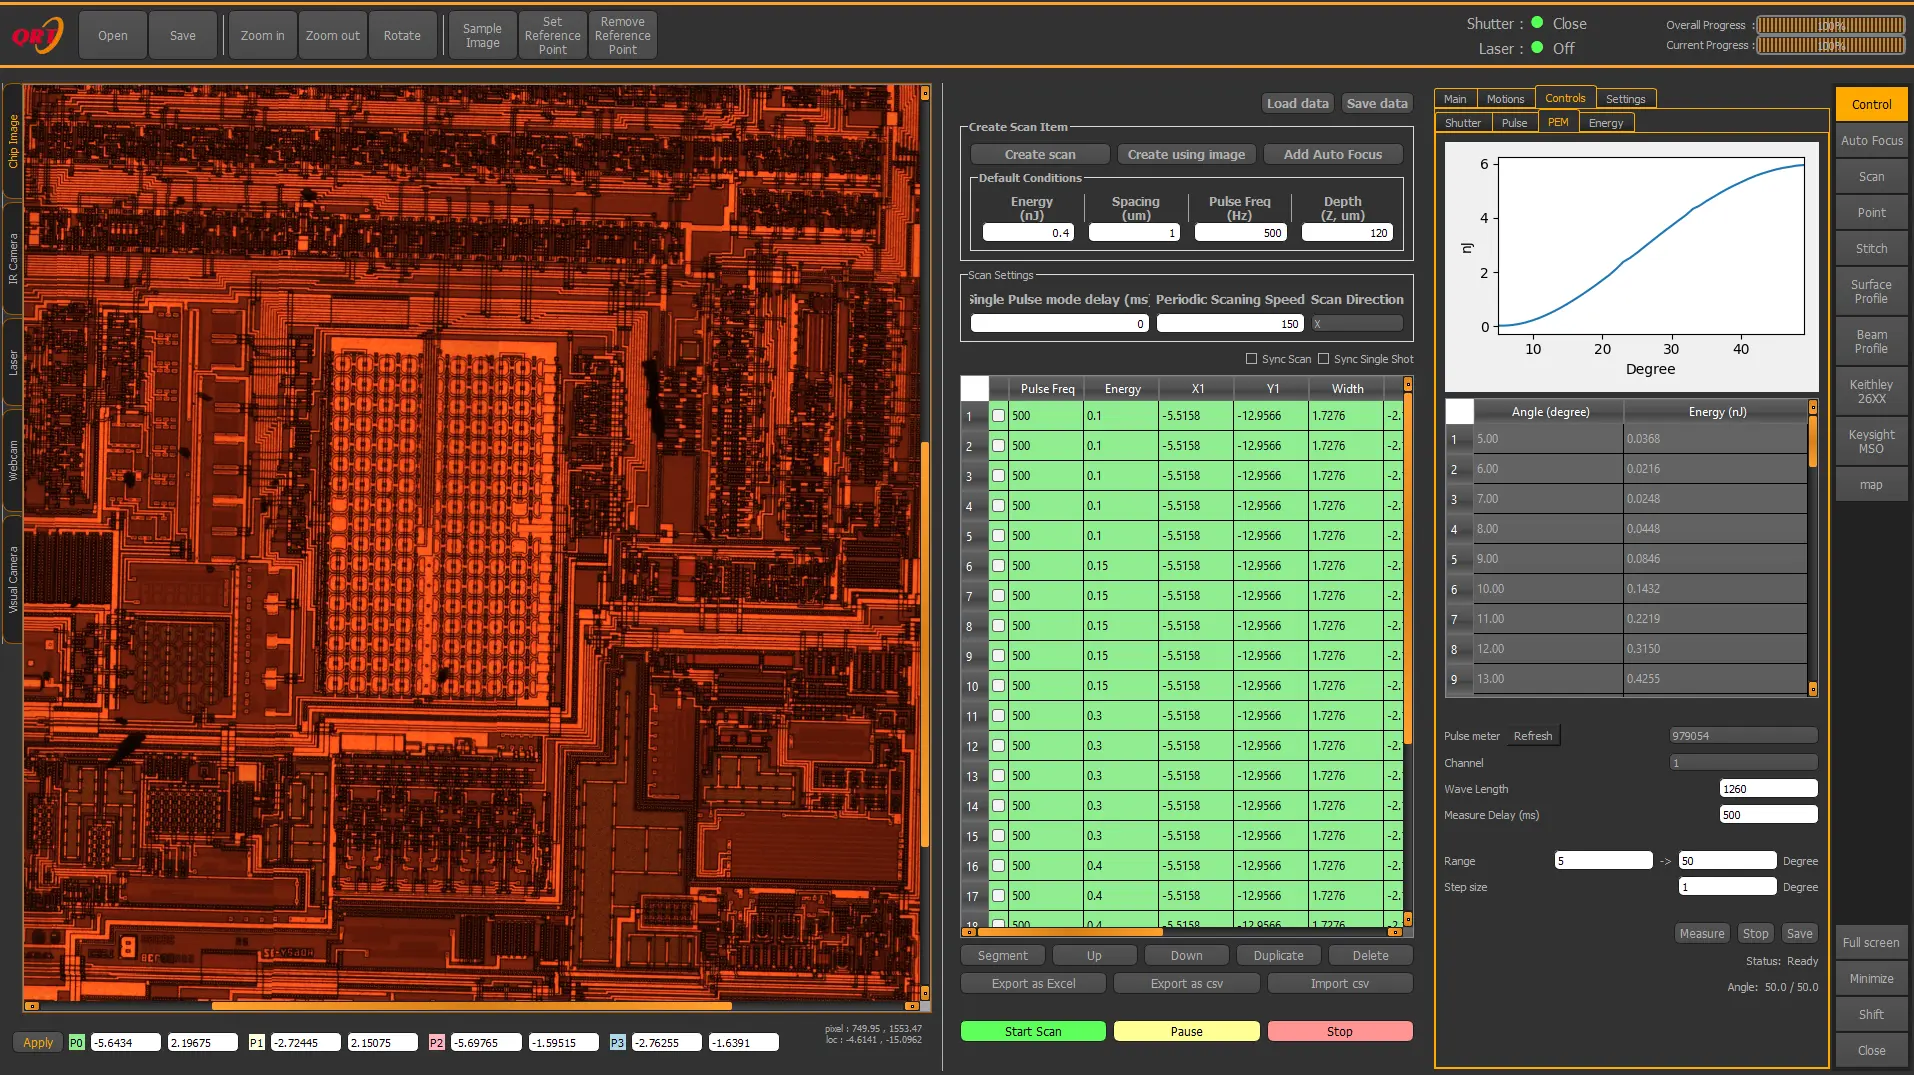 QRT
Open
Save
Zoom in
Zoom out
Rotate
Sample Image
Set Reference Point
Remove Reference Point
Shutter : Close
Laser : Off
Overall Progress : 100%
Current Progress : 100%
Chip Image
IR Camera
Laser
Webcam
Visual Camera
Load data
Save data
Create Scan Item
Create scan
Create using image
Add Auto Focus
Default Conditions
Energy (nJ)
Spacing (um)
Pulse Freq (Hz)
Depth (Z, um)
0.4
1
500
120
Scan Settings
Single Pulse mode delay (ms
Periodic Scaning Speed
Scan Direction
0
150
X
Sync Scan
Sync Single Shot
Pulse Freq Energy X1 Y1 Width
1 500 0.1 -5.5158 -12.9566 1.7276 -2.
2 500 0.1 -5.5158 -12.9566 1.7276 -2.
3 500 0.1 -5.5158 -12.9566 1.7276 -2.
4 500 0.1 -5.5158 -12.9566 1.7276 -2.
5 500 0.1 -5.5158 -12.9566 1.7276 -2.
6 500 0.15 -5.5158 -12.9566 1.7276 -2.
7 500 0.15 -5.5158 -12.9566 1.7276 -2.
8 500 0.15 -5.5158 -12.9566 1.7276 -2.
9 500 0.15 -5.5158 -12.9566 1.7276 -2.
10 500 0.15 -5.5158 -12.9566 1.7276 -2.
11 500 0.3 -5.5158 -12.9566 1.7276 -2.
12 500 0.3 -5.5158 -12.9566 1.7276 -2.
13 500 0.3 -5.5158 -12.9566 1.7276 -2.
14 500 0.3 -5.5158 -12.9566 1.7276 -2.
15 500 0.3 -5.5158 -12.9566 1.7276 -2.
16 500 0.4 -5.5158 -12.9566 1.7276 -2.
17 500 0.4 -5.5158 -12.9566 1.7276 -2.
18 500 0.4 -5.5158 -12.9566 1.7276 -2.
Segment
Up
Down
Duplicate
Delete
Export as Excel
Export as csv
Import csv
Start Scan
Pause
Stop
Apply
P0 -5.6434 2.19675
P1 -2.72445 2.15075
P2 -5.69765 -1.59515
P3 -2.76255 -1.6391
pixel : 749.95 , 1553.47
loc : -4.6141 , -15.0962
Main
Motions
Controls
Settings
Shutter
Pulse
PEM
Energy
6
4
2
0
nJ
10 20 30 40
Degree
Angle (degree) Energy (nJ)
1 5.00 0.0368
2 6.00 0.0216
3 7.00 0.0248
4 8.00 0.0448
5 9.00 0.0846
6 10.00 0.1432
7 11.00 0.2219
8 12.00 0.3150
9 13.00 0.4255
Pulse meter Refresh 979054
Channel 1
Wave Length 1260
Measure Delay (ms) 500
Range 5 -> 50 Degree
Step size 1 Degree
Measure
Stop
Save
Status: Ready
Angle: 50.0 / 50.0
Control
Auto Focus
Scan
Point
Stitch
Surface Profile
Beam Profile
Keithley 26XX
Keysight MSO
map
Full screen
Minimize
Shift
Close